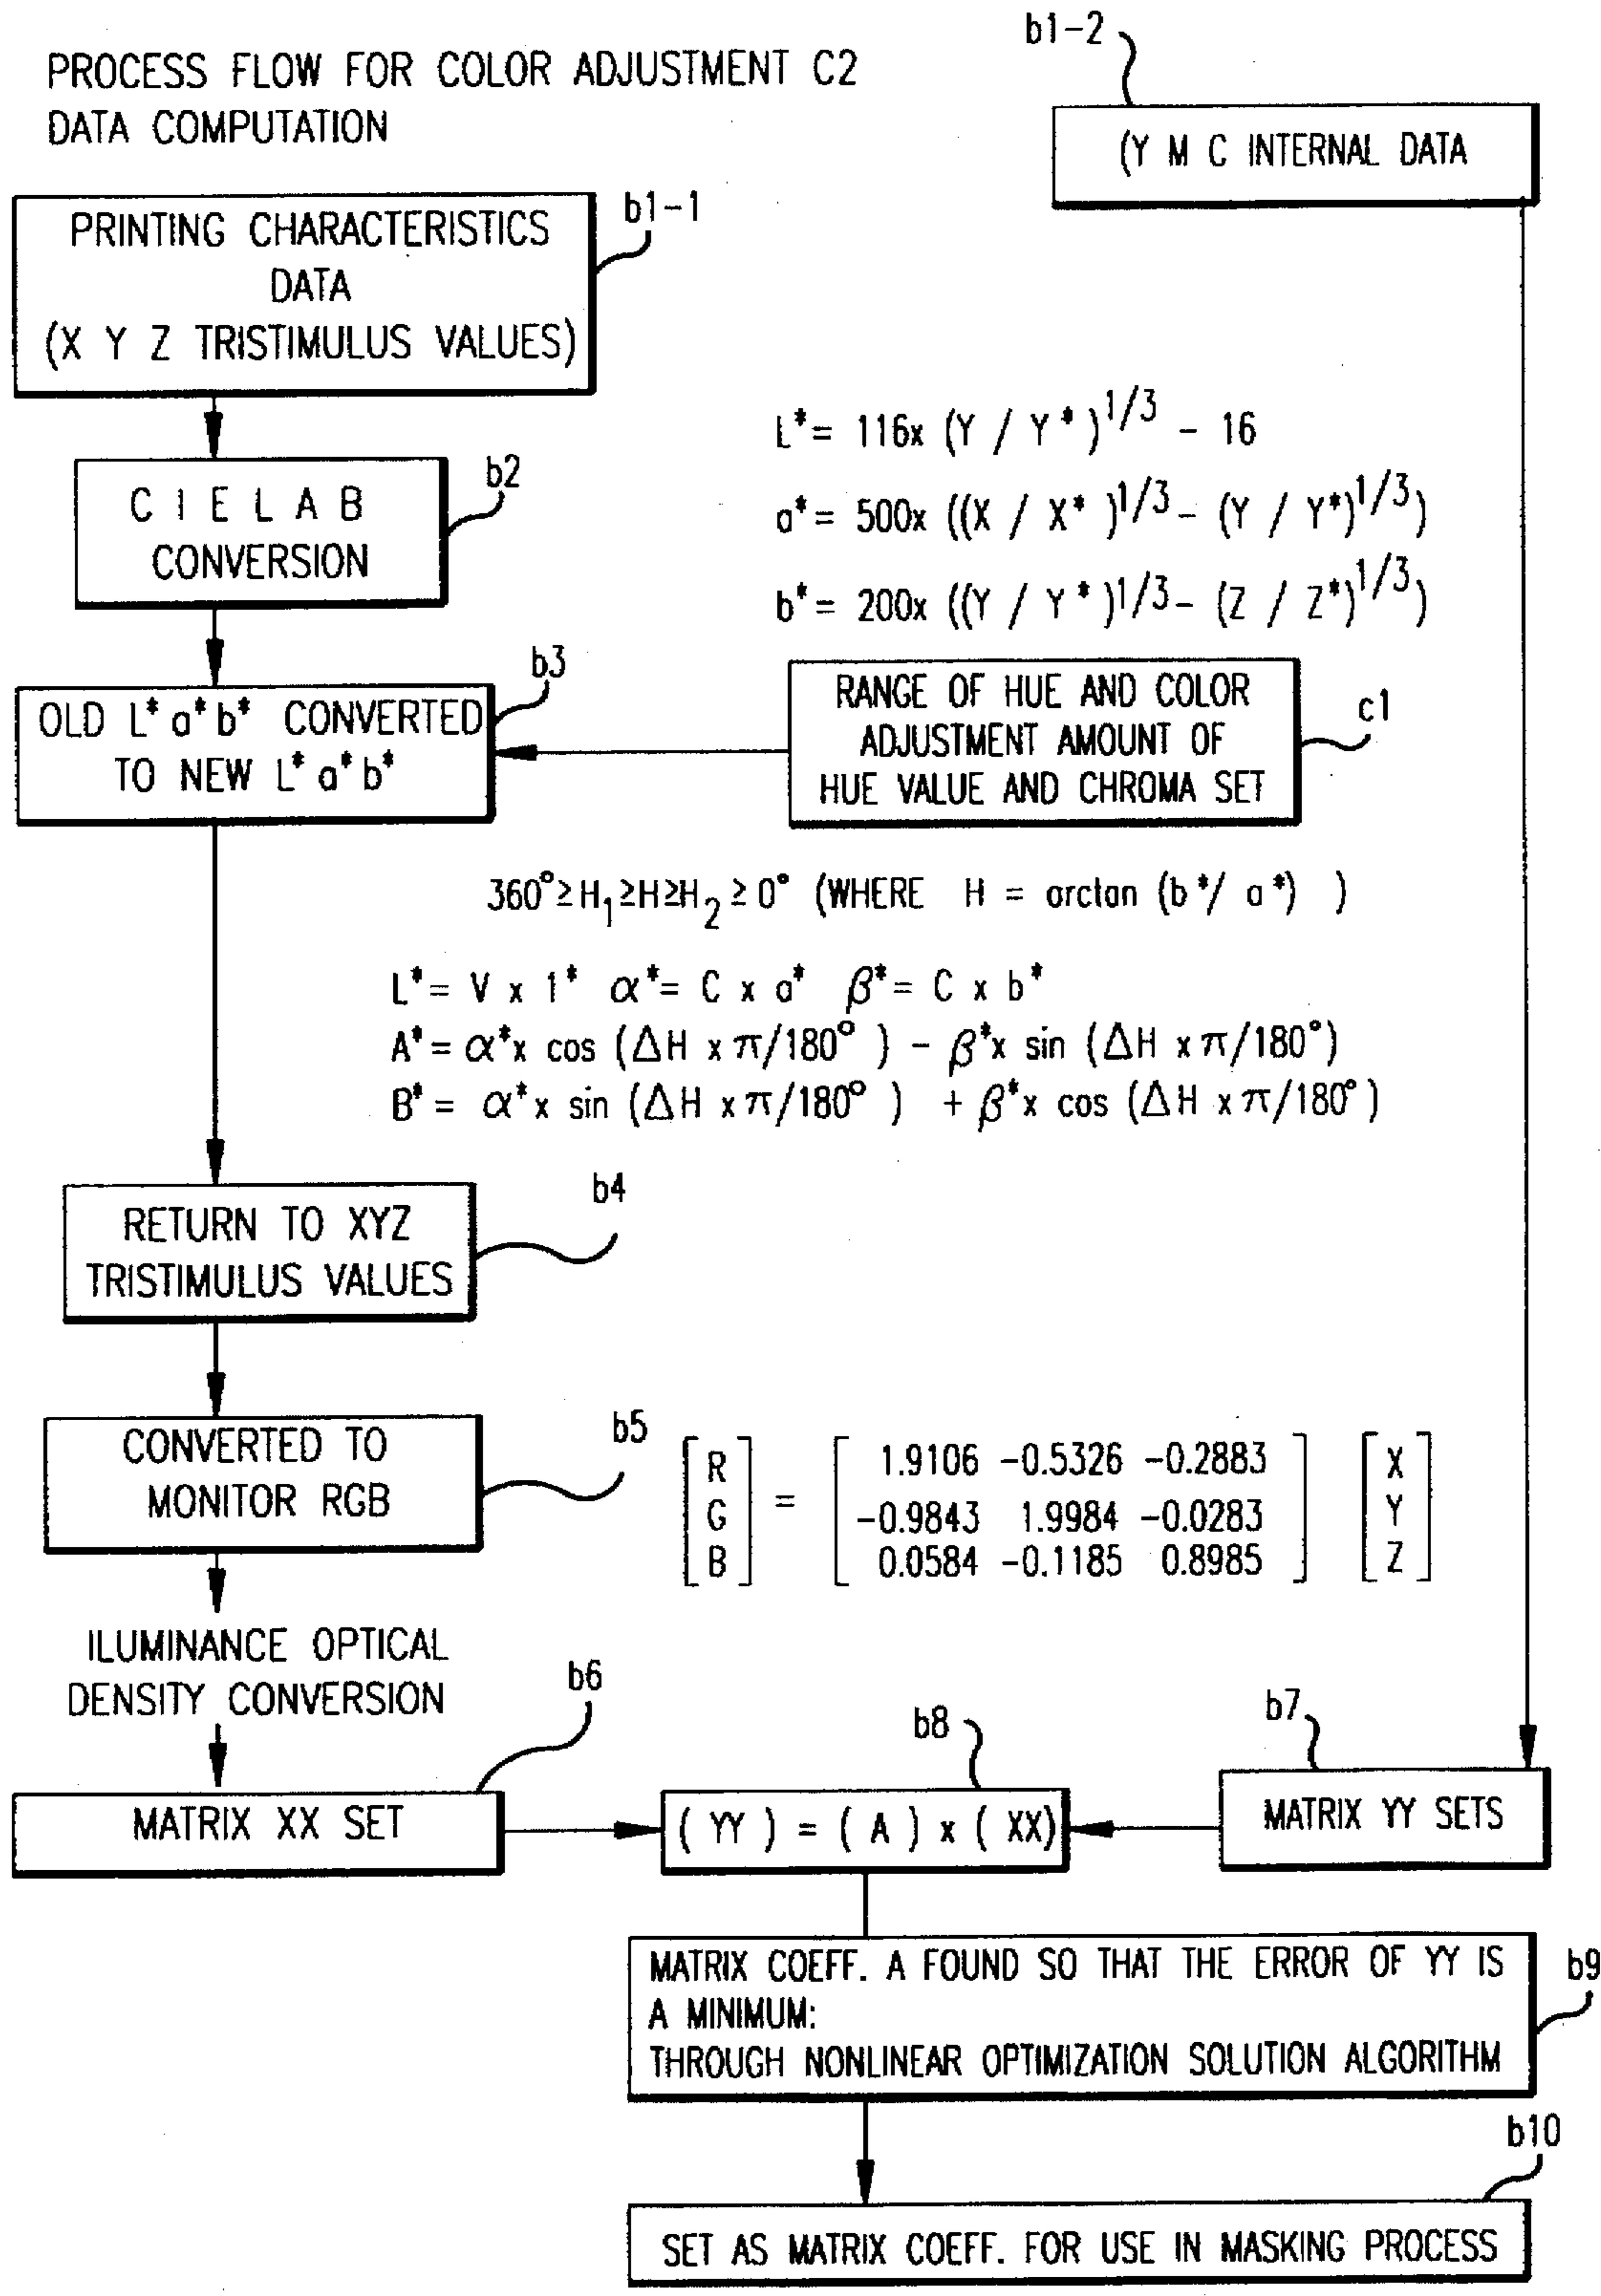 PROCESS FLOW FOR COLOR ADJUSTMENT C2
DATA COMPUTATION
b1-2
(Y M C INTERNAL DATA
b1-1
PRINTING CHARACTERISTICS
DATA
(X Y Z TRISTIMULUS VALUES)
L* = 116x (Y / Y*)^1/3 - 16
a* = 500x ((X / X*)^1/3 - (Y / Y*)^1/3)
b* = 200x ((Y / Y*)^1/3 - (Z / Z*)^1/3)
b2
C I E L A B
CONVERSION
b3
OLD L* a* b* CONVERTED
TO NEW L* a* b*
c1
RANGE OF HUE AND COLOR
ADJUSTMENT AMOUNT OF
HUE VALUE AND CHROMA SET
360° ≥ H1 ≥ H ≥ H2 ≥ 0° (WHERE H = arctan (b*/ a*) )
L* = V x 1* α* = C x a* β* = C x b*
A* = α* x cos (ΔH x π/180°) - β* x sin (ΔH x π/180°)
B* = α* x sin (ΔH x π/180°) + β* x cos (ΔH x π/180°)
b4
RETURN TO XYZ
TRISTIMULUS VALUES
b5
CONVERTED TO
MONITOR RGB
[R] = [1.9106 -0.5326 -0.2883] [X]
[G] [-0.9843 1.9984 -0.0283] [Y]
[B] [0.0584 -0.1185 0.8985] [Z]
ILUMINANCE OPTICAL
DENSITY CONVERSION
b6
MATRIX XX SET
b8
( YY ) = ( A ) x ( XX)
b7
MATRIX YY SETS
b9
MATRIX COEFF. A FOUND SO THAT THE ERROR OF YY IS
A MINIMUM:
THROUGH NONLINEAR OPTIMIZATION SOLUTION ALGORITHM
b10
SET AS MATRIX COEFF. FOR USE IN MASKING PROCESS